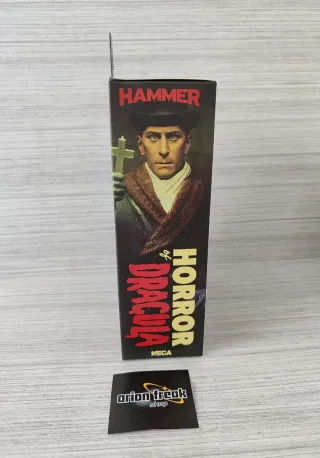 HAMMER
HORROR
of
DRACULA
NECA
orion freak
shop